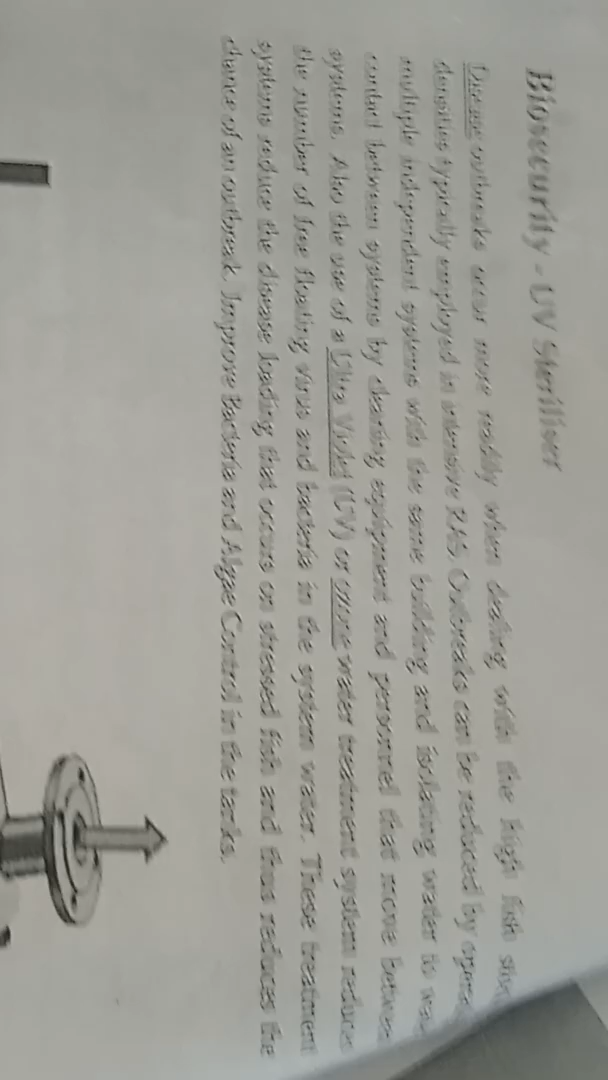 Biosecurity - UV Steriliser
Disease outbreaks occur more readily when dealing with the high fish
densities typically employed in intensive RAS. Outbreaks can be reduced by
multiple independent systems with the same building and isolating water to
contact between systems by cleaning equipment and personnel that move between
systems. Also the use of a Ultra Violet (UV) or ozone water treatment system reduces
the number of free floating virus and bacteria in the system water. These treatment
systems reduce the disease loading that occurs on stressed fish and thus reduces the
chance of an outbreak. Improve Bacteria and Algae Control in the tanks.